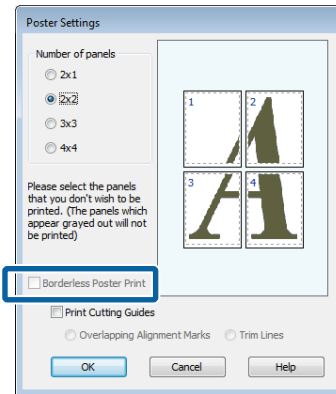 Poster Settings
Number of panels
2x1
2x2
3x3
4x4
1 2
3 4
Please select the panels
that you don't wish to be
printed. (The panels which
appear grayed out will not
be printed)
Borderless Poster Print
Print Cutting Guides
Overlapping Alignment Marks Trim Lines
OK Cancel Help